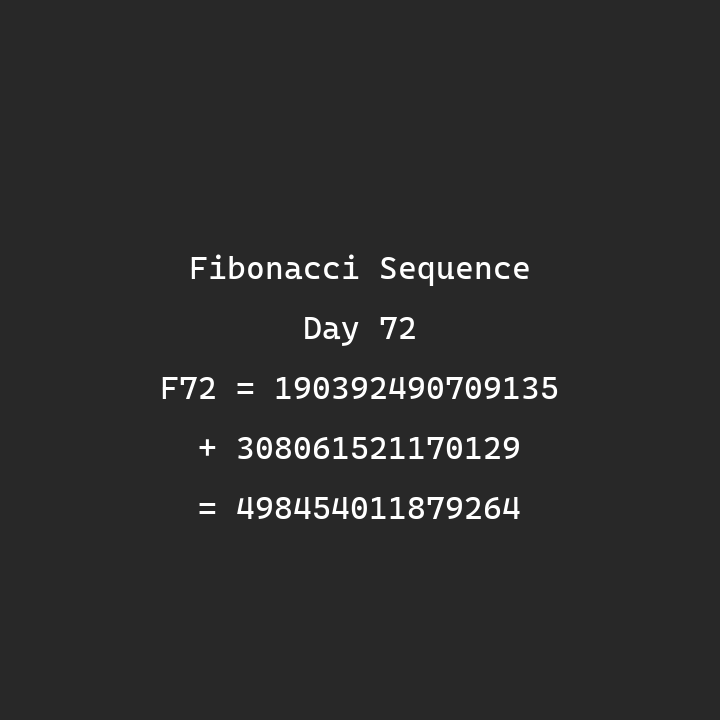 Fibonacci Sequence
Day 72
F72 = 190392490709135
+ 308061521170129
= 498454011879264